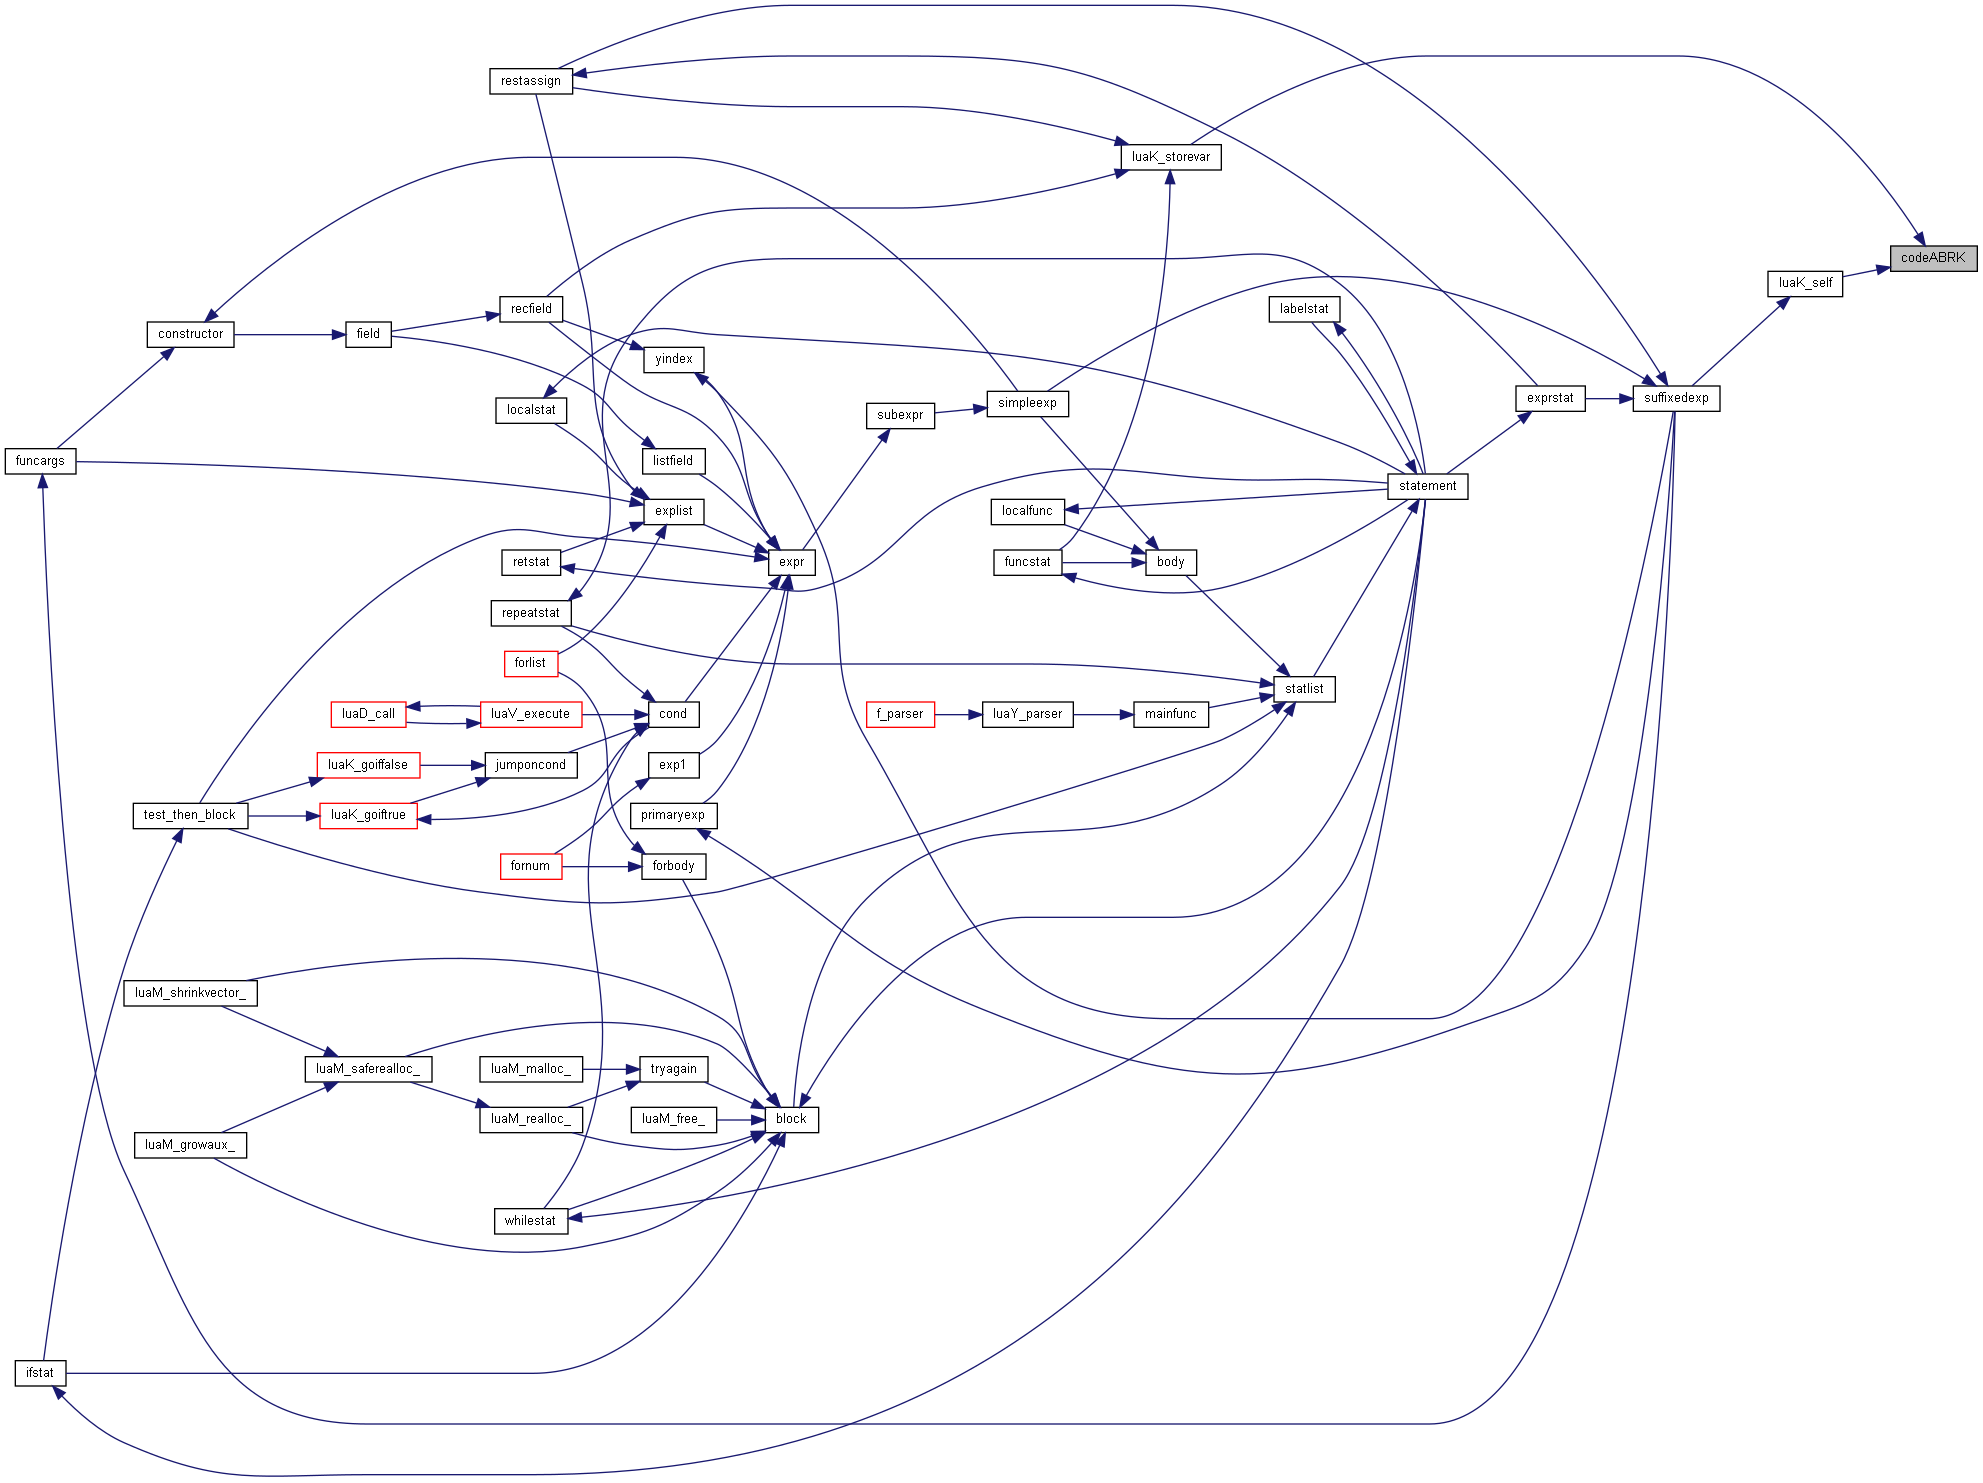 restassign
luaK_storevar
codeABRK
luaK_self
recfield
labelstat
constructor
field
yindex
localstat
simpleexp
exprstat
suffixedexp
subexpr
funcargs
listfield
statement
explist
localfunc
retstat
expr
funcstat
body
repeatstat
forlist
statlist
luaD_call
luaV_execute
cond
f_parser
luaY_parser
mainfunc
luaK_goiffalse
jumponcond
exp1
test_then_block
luaK_goiftrue
primaryexp
fornum
forbody
luaM_shrinkvector_
luaM_saferealloc_
luaM_malloc_
tryagain
luaM_realloc_
luaM_free_
block
luaM_growaux_
whilestat
ifstat